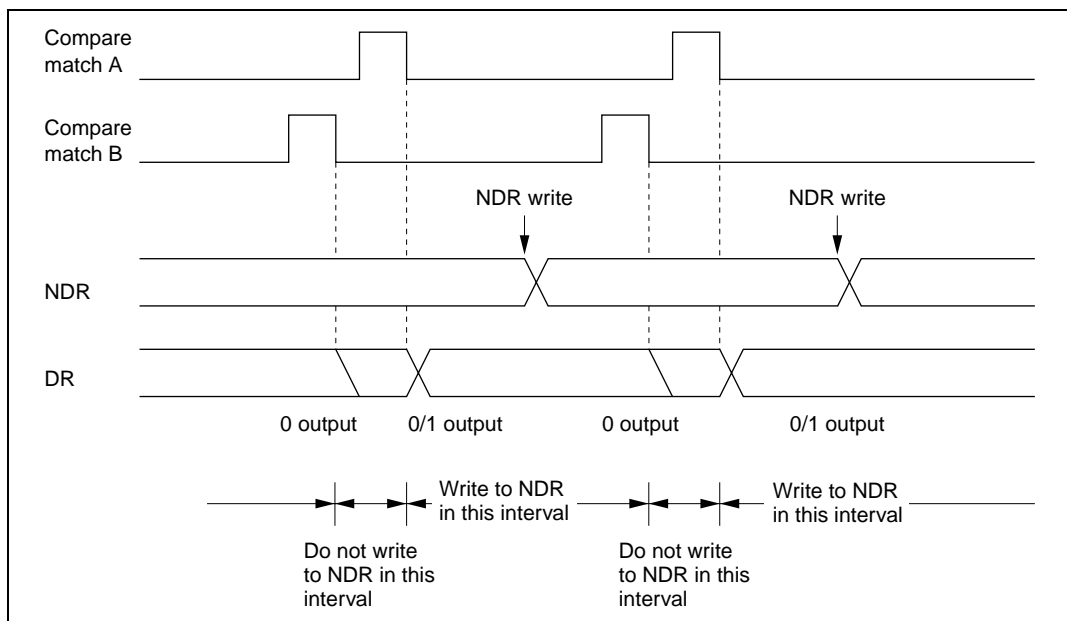 Compare
match A
Compare
match B
NDR write
NDR write
NDR
DR
0 output
0/1 output
0 output
0/1 output
Write to NDR
in this interval
Write to NDR
in this interval
Do not write
to NDR in this
interval
Do not write
to NDR in this
interval